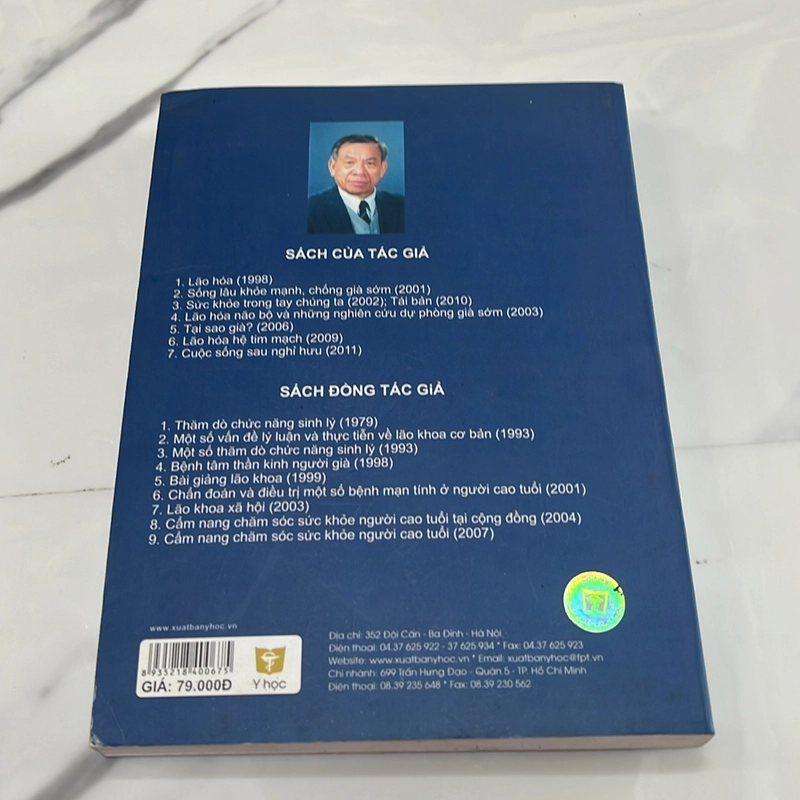 SÁCH CỦA TÁC GIẢ
1. Lão hóa (1998)
2. Sống lâu khỏe mạnh, chống già sớm (2001)
3. Sức khỏe trong tay chúng ta (2002); Tái bản (2010)
4. Lão hóa não bộ và những nghiên cứu dự phòng già sớm (2003)
5. Tại sao già? (2006)
6. Lão hóa hệ tim mạch (2009)
7. Cuộc sống sau nghỉ hưu (2011)
SÁCH ĐỒNG TÁC GIẢ
1. Thăm dò chức năng sinh lý (1979)
2. Một số vấn đề lý luận và thực tiễn về lão khoa cơ bản (1993)
3. Một số thăm dò chức năng sinh lý (1993)
4. Bệnh tâm thần kinh người già (1998)
5. Bài giảng lão khoa (1999)
6. Chẩn đoán và điều trị một số bệnh mạn tính ở người cao tuổi (2001)
7. Lão khoa xã hội (2003)
8. Cẩm nang chăm sóc sức khỏe người cao tuổi tại cộng đồng (2004)
9. Cẩm nang chăm sóc sức khỏe người cao tuổi (2007)
www.xuatbanyhoc.vn
8 935218 400675
GIÁ: 79.000Đ
Y học
Địa chỉ: 352 Đội Cấn - Ba Đình - Hà Nội
Điện thoại: 04.37 625 922 - 37 625 934 * Fax: 04.37 625 923
Website: www.xuatbanyhoc.vn * Email: xuatbanyhoc@fpt.vn
Chi nhánh: 699 Trần Hưng Đạo - Quận 5 - TP. Hồ Chí Minh
Điện thoại: 08.39 235 648 * Fax: 08.39 230 562